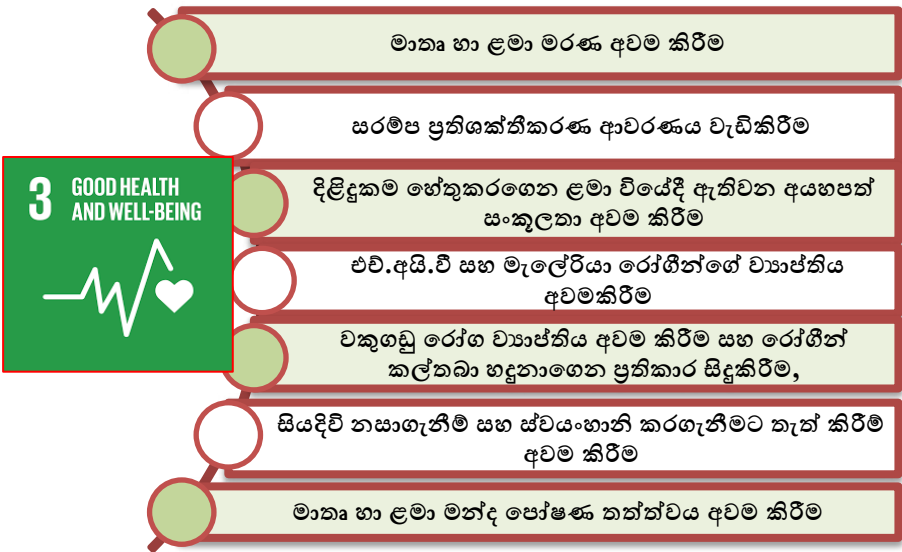 මාතෘ හා ළමා මරණ අවම කිරීම
සරම්ප ප්‍රතිශක්තීකරණ ආවරණය වැඩිකිරීම
3 GOOD HEALTH
AND WELL-BEING
දිළිදුකම හේතුකරගෙන ළමා වියේදී ඇතිවන අයහපත්
සංකූලතා අවම කිරීම
එච්.අයි.වී සහ මැලේරියා රෝගීන්ගේ ව්‍යාප්තිය
අවමකිරීම
වකුගඩු රෝග ව්‍යාප්තිය අවම කිරීම සහ රෝගීන්
කල්තබා හදුනාගෙන ප්‍රතිකාර සිදුකිරීම,
සියදිවි නසාගැනීම් සහ ස්වයංහානි කරගැනීමට තැත් කිරීම්
අවම කිරීම
මාතෘ හා ළමා මන්ද පෝෂණ තත්ත්වය අවම කිරීම